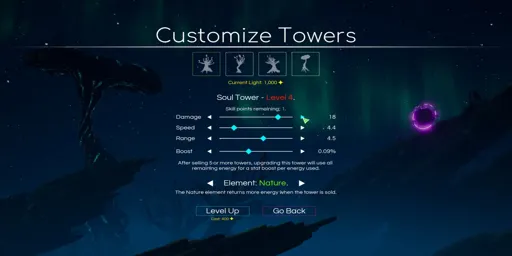 Customize Towers
Current Light: 1,000
Soul Tower - Level 4.
Skill points remaining: 1.
Damage 18
Speed 4.4
Range 4.5
Boost 0.09%
After selling 5 or more towers, upgrading this tower will use all
remaining energy for a stat boost per energy used.
Element: Nature.
The Nature element returns more energy when the tower is sold.
Level Up Go Back